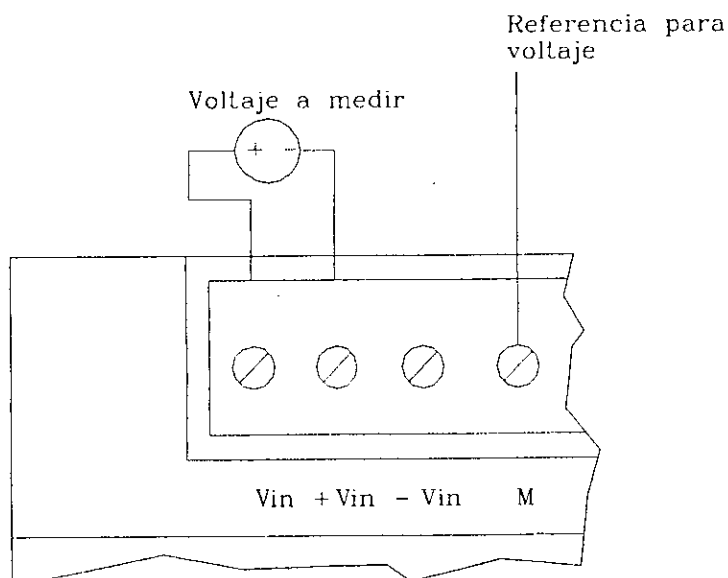 Referencia para
voltaje
Voltaje a medir
+ -
Vin + Vin - Vin M